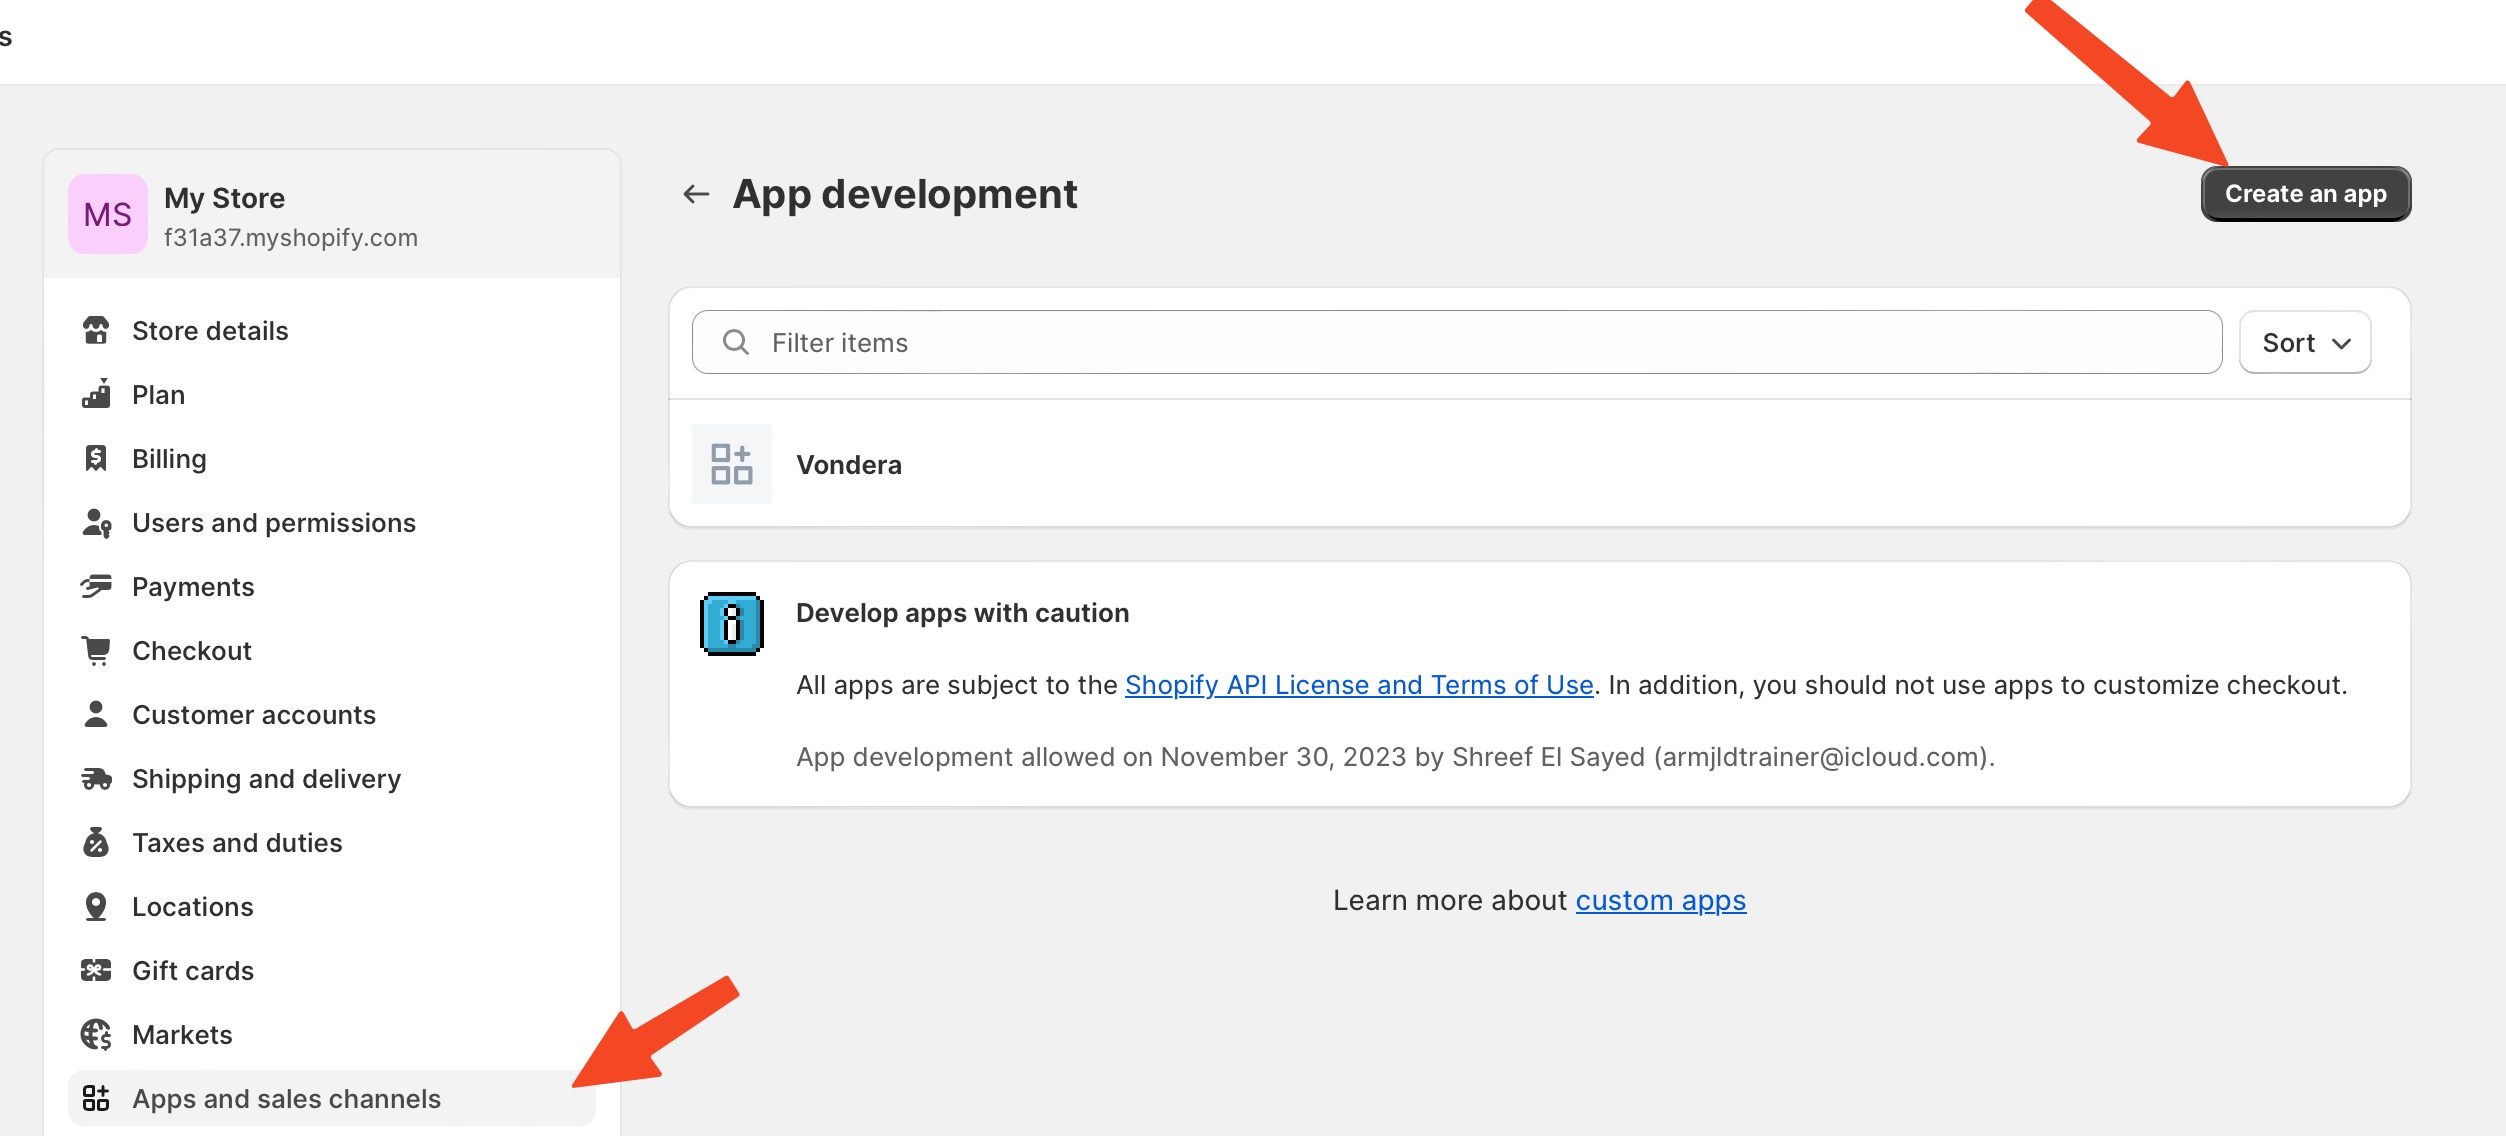 s
MS
My Store
f31a37.myshopify.com
Store details
Plan
Billing
Users and permissions
Payments
Checkout
Customer accounts
Shipping and delivery
Taxes and duties
Locations
Gift cards
Markets
Apps and sales channels
App development
Create an app
Filter items
Sort
Vondera
Develop apps with caution
All apps are subject to the Shopify API License and Terms of Use. In addition, you should not use apps to customize checkout.
App development allowed on November 30, 2023 by Shreef El Sayed (armjldtrainer@icloud.com).
Learn more about custom apps